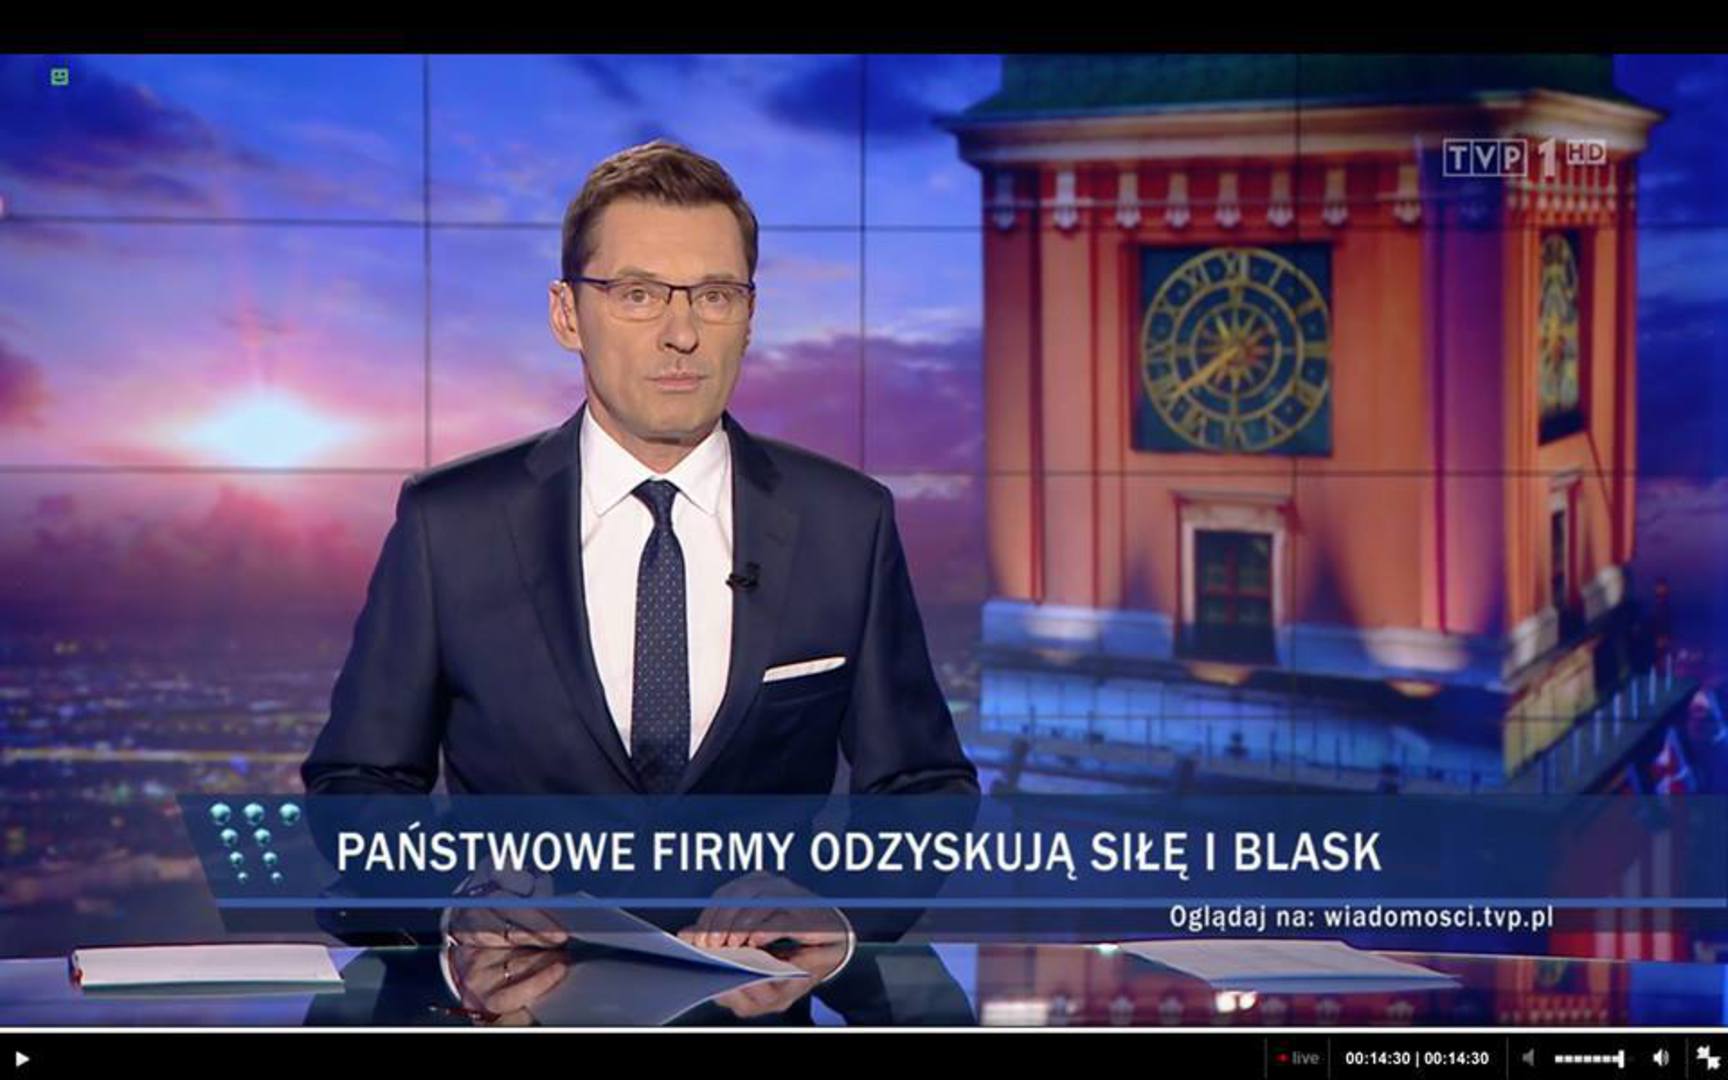 TVP 1 HD
PAŃSTWOWE FIRMY ODZYSKUJĄ SIŁĘ I BLASK
Oglądaj na: wiadomosci.tvp.pl
live 00:14:30 | 00:14:30